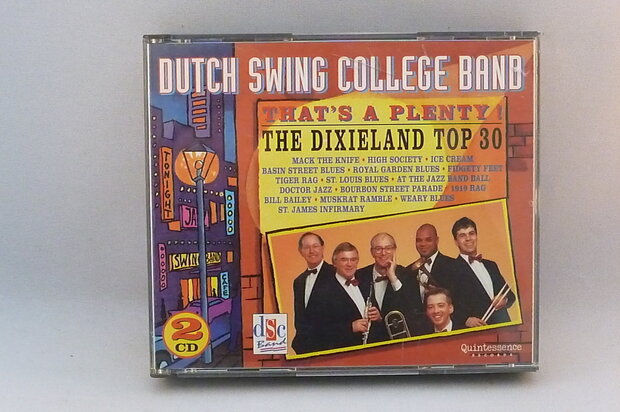 DUTCH SWING COLLEGE BAND
THAT'S A PLENTY!
THE DIXIELAND TOP 30
MACK THE KNIFE • HIGH SOCIETY • ICE CREAM
BASIN STREET BLUES • ROYAL GARDEN BLUES • FIDGETY FEET
TIGER RAG • ST. LOUIS BLUES • AT THE JAZZ BAND BALL
DOCTOR JAZZ • BOURBON STREET PARADE • 1919 RAG
BILL BAILEY • MUSKRAT RAMBLE • WEARY BLUES
ST. JAMES INFIRMARY
TONIGHT
JA
SWING
BAND
2
CD
dsc
Band
Quintessence
RECORDS